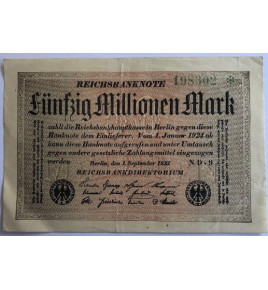 REICHSBANKNOTE
Fünfzig Millionen Mark
zahlt die Reichsbankhauptkasse in Berlin gegen diese
Banknote dem Einlieferer. Vom 1. Januar 1924 ab
kann diese Banknote aufgerufen und unter Umtausch
gegen andere gesetzliche Zahlungsmittel eingezogen
werden
Berlin, den 1. September 1923
N D-9
REICHSBANKDIREKTORIUM